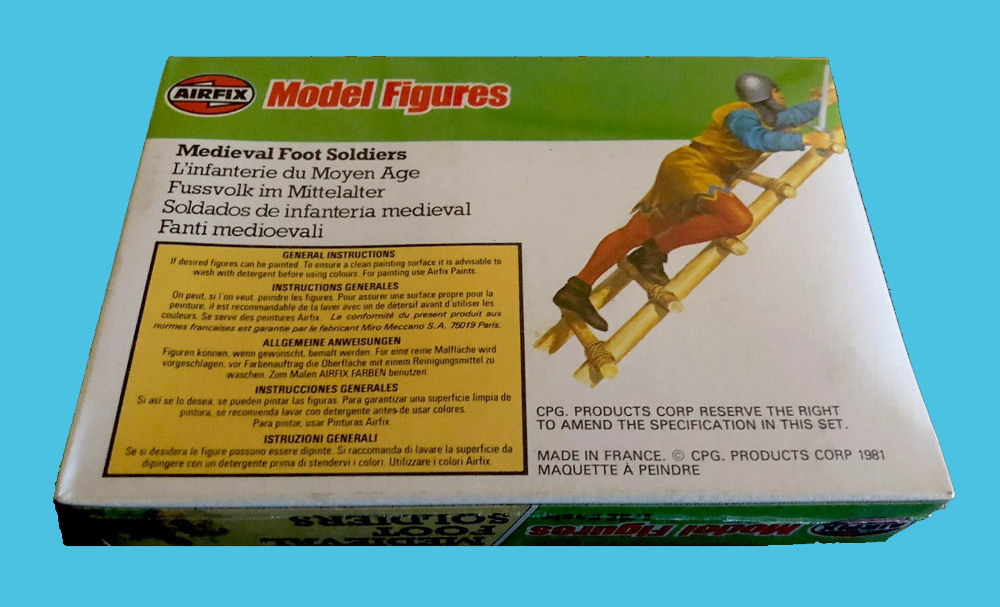 AIRFIX Model Figures
Medieval Foot Soldiers
L'infanterie du Moyen Age
Fussvolk im Mittelalter
Soldados de infantería medieval
Fanti medioevali
GENERAL INSTRUCTIONS
If desired figures can be painted. To ensure a clean painting surface it is advisable to
wash with detergent before using colours. For painting use Airfix Paints.
INSTRUCTIONS GENERALES
On peut, si l'on veut, peindre les figures. Pour assurer une surface propre pour la
peinture, il est recommandable de la laver avec un de détersif avant d'utiliser les
couleurs. Se servir des peintures Airfix. La conformité du present produit aux
normes francaises est garantie par le fabricant Miro Meccano S.A. 75019 Paris.
ALLGEMEINE ANWEISUNGEN
Figuren können, wenn gewünscht, bemalt werden. Für eine reine Malfläche wird
vorgeschlagen, vor Farbenauftrag die Oberfläche mit einem Reinigungsmittel zu
waschen. Zum Malen AIRFIX FARBEN benutzen.
INSTRUCCIONES GENERALES
Si así se lo desea, se pueden pintar las figuras. Para garantizar una superficie limpia de
pintura, se recomienda lavar con detergente antes de usar colores.
Para pintar, usar Pinturas Airfix.
ISTRUZIONI GENERALI
Se si desidera le figure possono essere dipinte. Si raccomanda di lavare la superficie da
dipingere con un detergente prima di stendervi i colori. Utilizzare i colori Airfix.
CPG. PRODUCTS CORP RESERVE THE RIGHT
TO AMEND THE SPECIFICATION IN THIS SET.
MADE IN FRANCE. © CPG. PRODUCTS CORP 1981
MAQUETTE À PEINDRE
MEDIEVAL
FOOT
SOLDIERS
Model Figures
AIRFIX